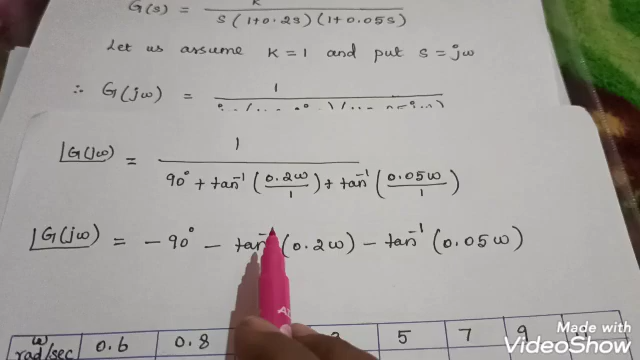 G(s) = K / s(1+0.2s)(1+0.05s)
Let us assume K=1 and put s=jω
∴ G(jω) = 1
∠G(jω) = 1 / 90° + tan⁻¹(0.2ω/1) + tan⁻¹(0.05ω/1)
∠G(jω) = -90° - tan⁻¹(0.2ω) - tan⁻¹(0.05ω)
ω rad/sec 0.6 0.8 5 7 9
Made with
VideoShow